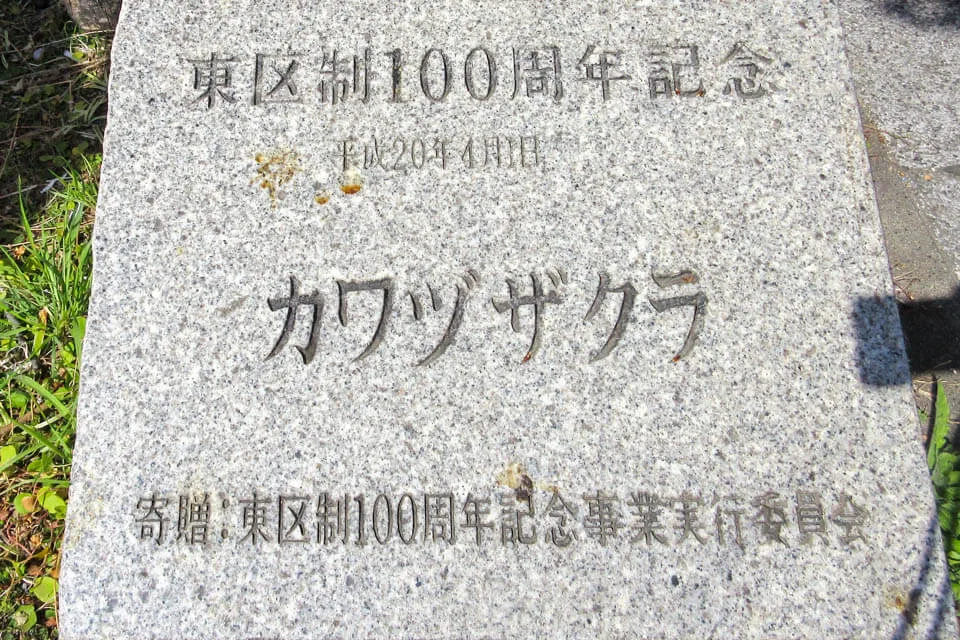 東区制100周年記念
平成20年4月1日
カワヅザクラ
寄贈:東区制100周年記念事業実行委員会